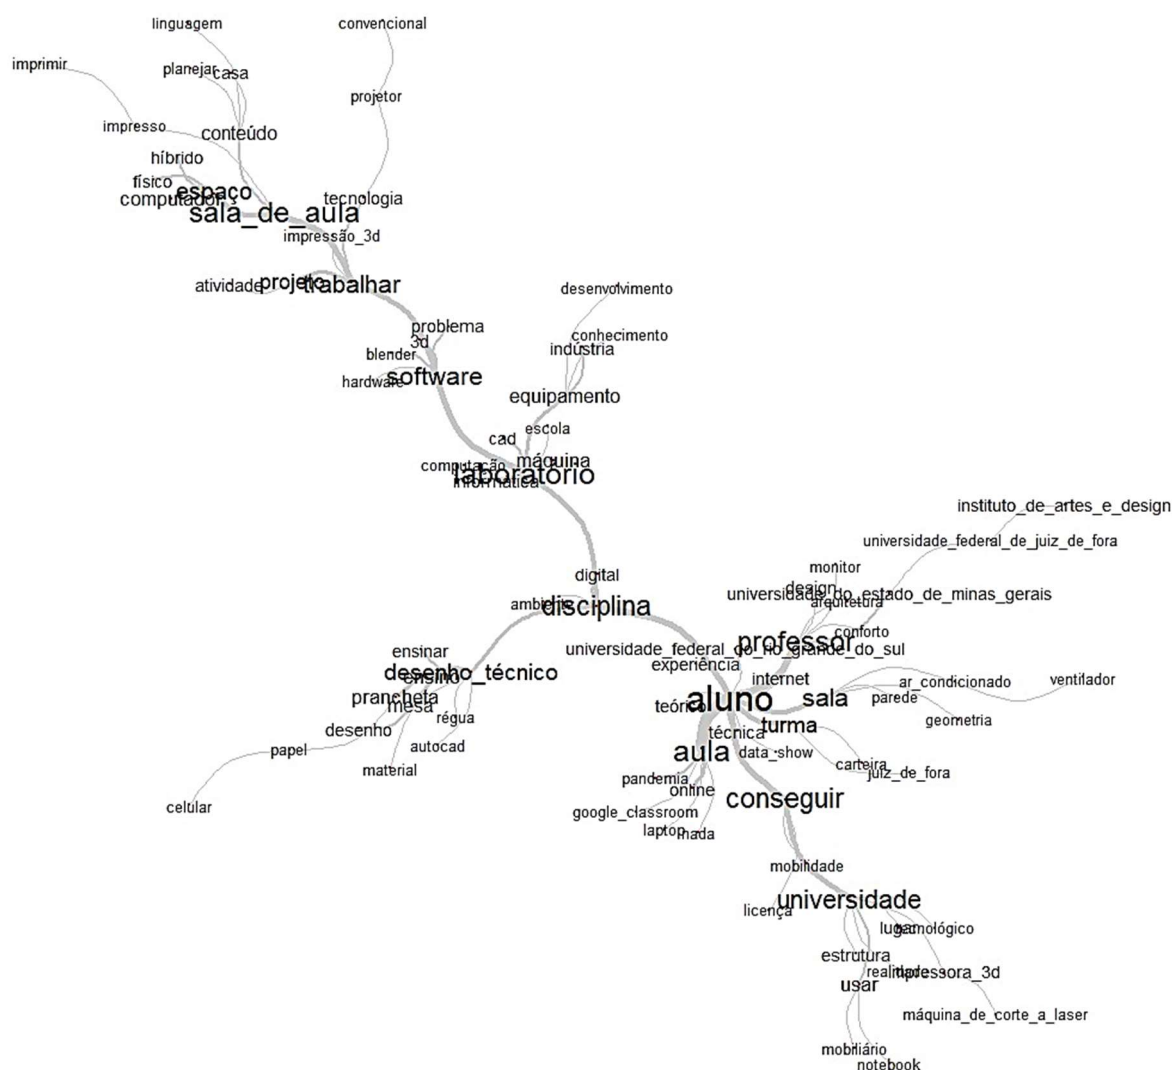 linguagem
convencional
imprimir
planejar
casa
projetor
impresso
conteúdo
híbrido
físico
espaço
computador
tecnologia
sala_de_aula
impressão_3d
atividade
projeto
trabalhar
desenvolvimento
problema
3d
conhecimento
blender
indústria
hardware
software
equipamento
escola
cad
computação
máquina
laboratório
informática
instituto_de_artes_e_design
universidade_federal_de_juiz_de_fora
monitor
digital
design
universidade_do_estado_de_minas_gerais
ambiente
disciplina
arquitetura
conforto
professor
universidade_federal_do_rio_grande_do_sul
ensinar
experiência
desenho_técnico
ensino
internet
ar_condicionado
ventilador
prancheta
mesa
teórico
aluno
sala
parede
régua
geometria
desenho
técnica
turma
autocad
papel
aula
data_show
material
carteira
juiz_de_fora
pandemia
online
conseguir
celular
google_classroom
laptop
nada
mobilidade
licença
universidade
lugar
tecnológico
estrutura
realidade
impressora_3d
usar
máquina_de_corte_a_laser
mobiliário
notebook